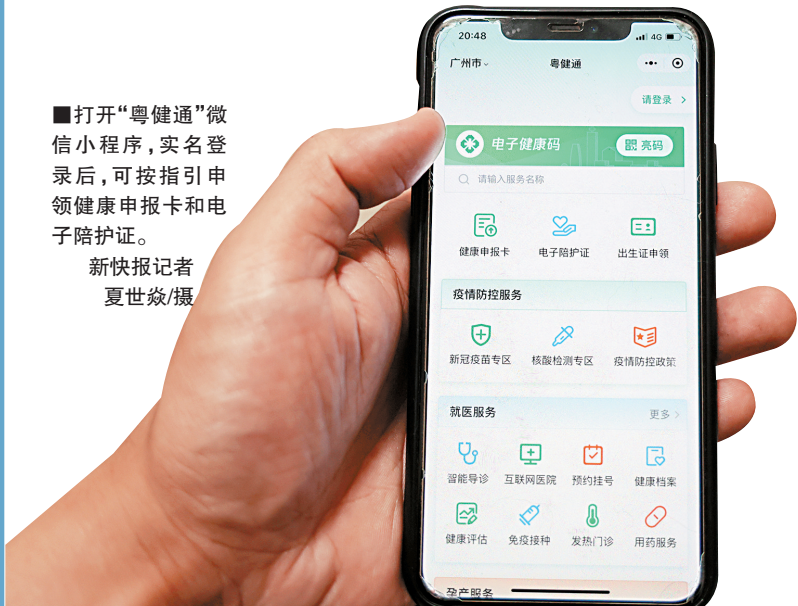 ■打开“粤健通”微
信小程序，实名登
录后，可按指引申
领健康申报卡和电
子陪护证。
新快报记者
夏世焱/摄
20:48
4G
广州市
粤健通
请登录 >
电子健康码
亮码
请输入服务名称
健康申报卡 电子陪护证 出生证申领
疫情防控服务
新冠疫苗专区 核酸检测专区 疫情防控政策
就医服务
更多 >
智能导诊 互联网医院 预约挂号 健康档案
健康评估 免疫接种 发热门诊 用药服务
孕产服务